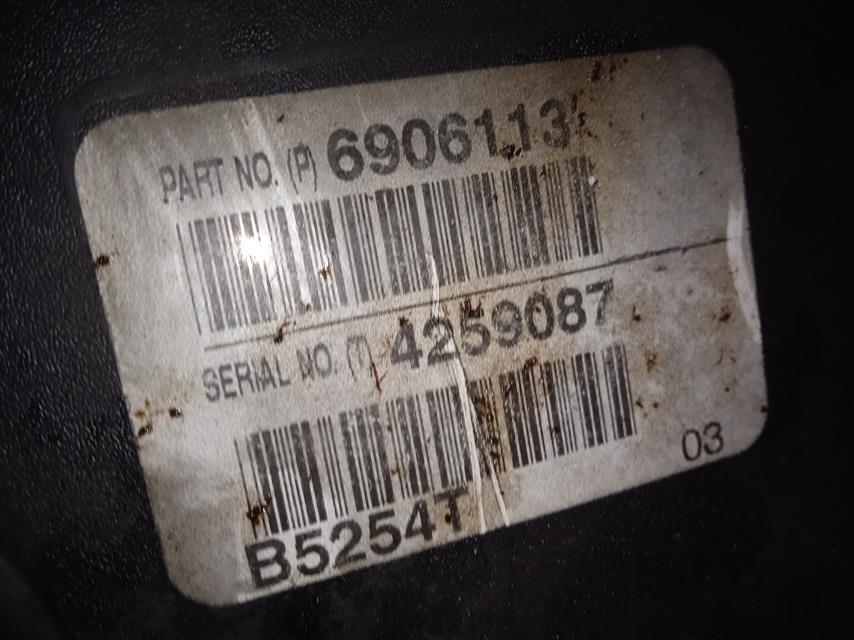 PART NO. (P) 6906113
SERIAL NO. (T) 4259087
03
B5254T